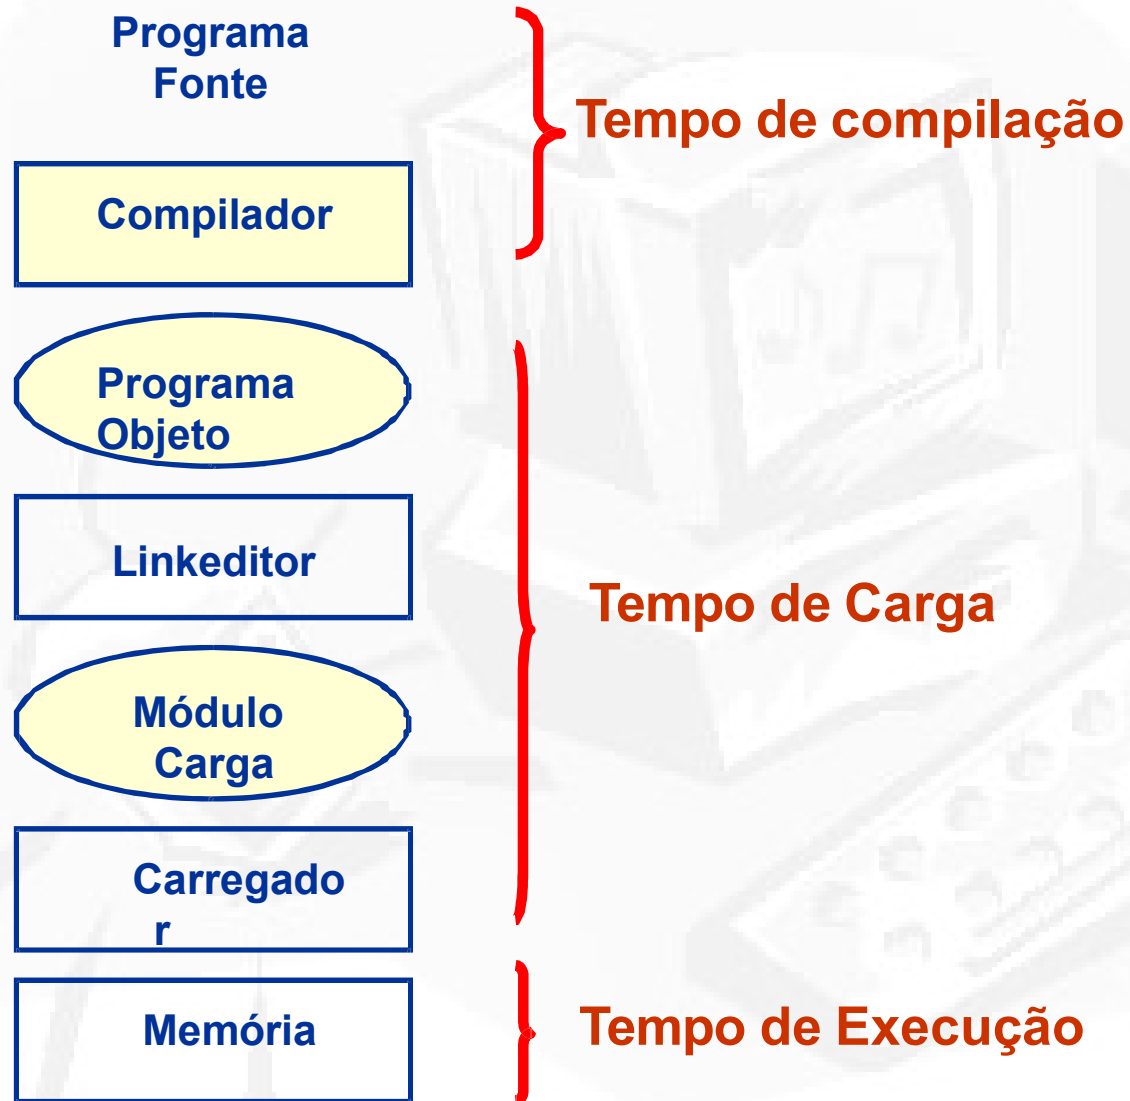 Programa
Fonte
Tempo de compilação
Compilador
Programa
Objeto
Linkeditor
Tempo de Carga
Módulo
Carga
Carregado
r
Memória
Tempo de Execução